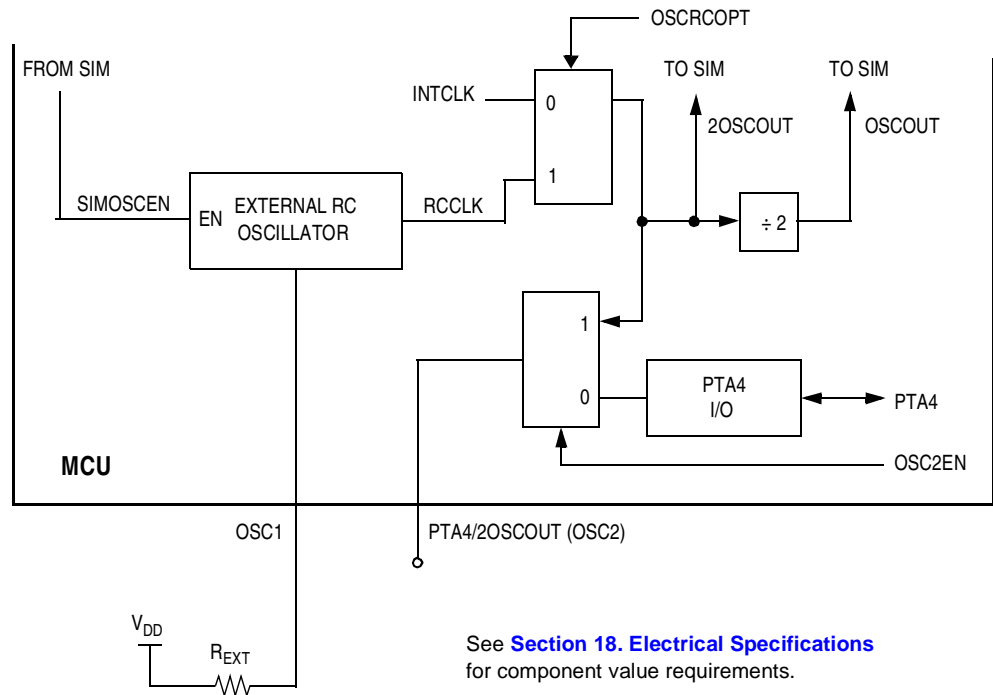 OSCRCOPT
FROM SIM
TO SIM
TO SIM
INTCLK
0
2OSCOUT
OSCOUT
1
SIMOSCEN
EN
EXTERNAL RC
OSCILLATOR
RCCLK
÷ 2
1
0
PTA4
I/O
PTA4
MCU
OSC2EN
OSC1
PTA4/2OSCOUT (OSC2)
VDD
REXT
See Section 18. Electrical Specifications
for component value requirements.